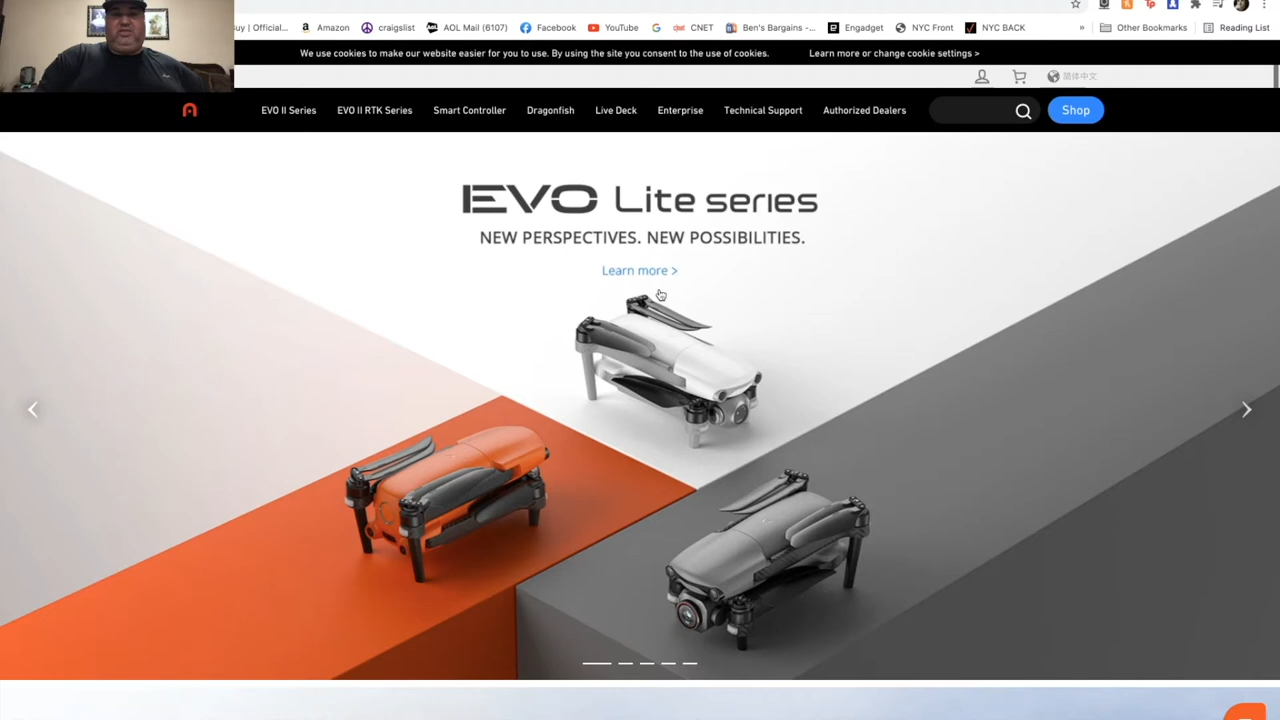 Buy | Official...
Amazon
craigslist
AOL Mail (6107)
Facebook
YouTube
CNET
Ben's Bargains -...
Engadget
NYC Front
NYC BACK
»
Other Bookmarks
Reading List
We use cookies to make our website easier for you to use. By using the site you consent to the use of cookies.
Learn more or change cookie settings >
简体中文
EVO II Series
EVO II RTK Series
Smart Controller
Dragonfish
Live Deck
Enterprise
Technical Support
Authorized Dealers
Shop
EVO Lite series
NEW PERSPECTIVES. NEW POSSIBILITIES.
Learn more >